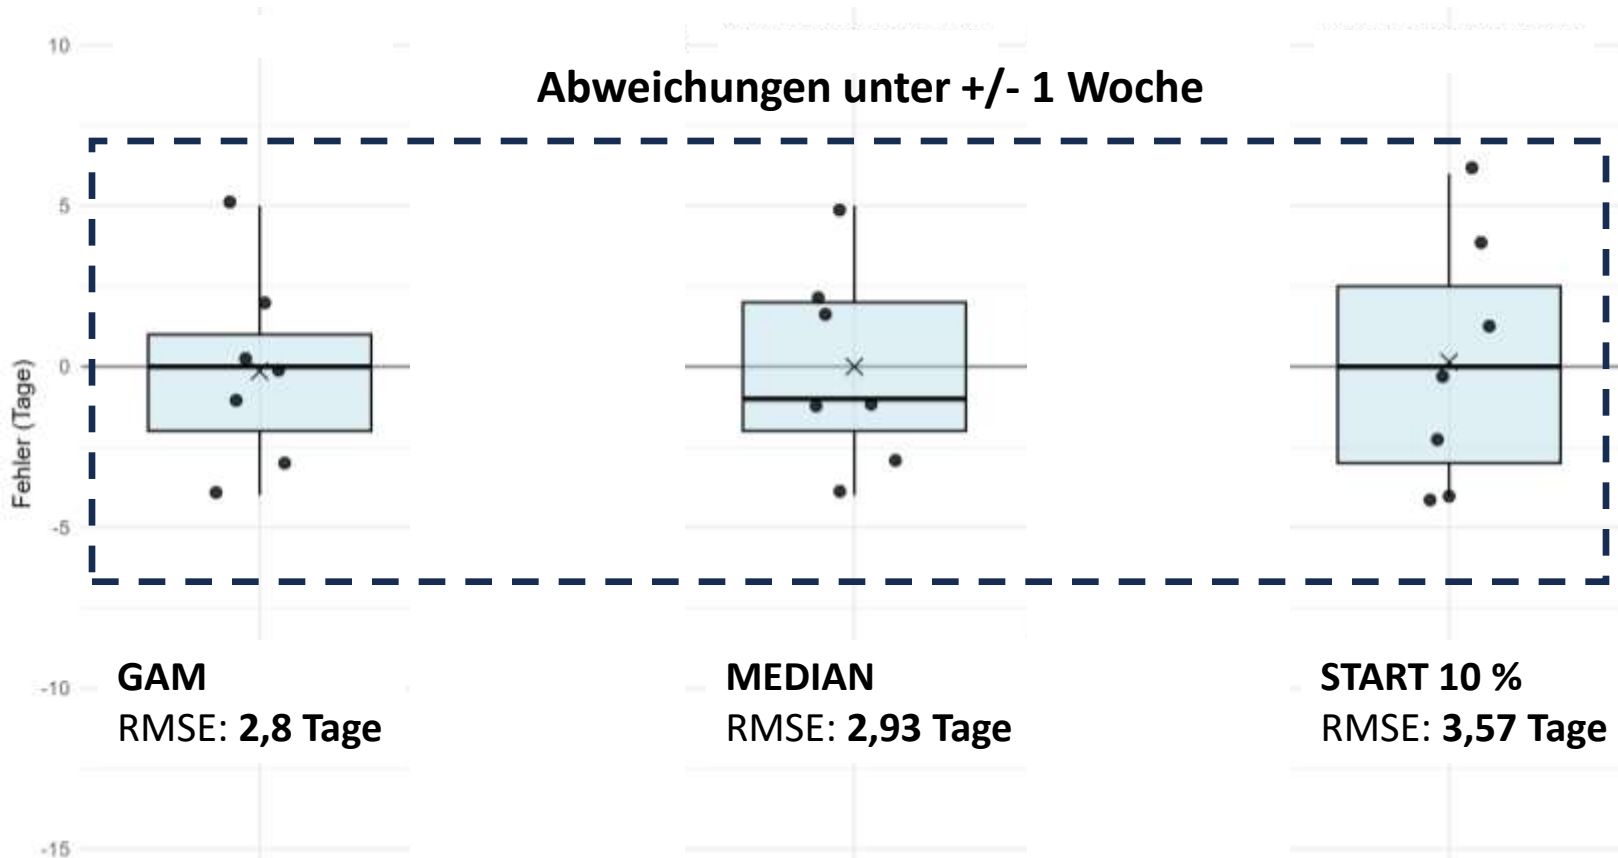 Abweichungen unter +/- 1 Woche
10
5
0
-5
-10
-15
Fehler (Tage)
GAM
RMSE: 2,8 Tage
MEDIAN
RMSE: 2,93 Tage
START 10 %
RMSE: 3,57 Tage